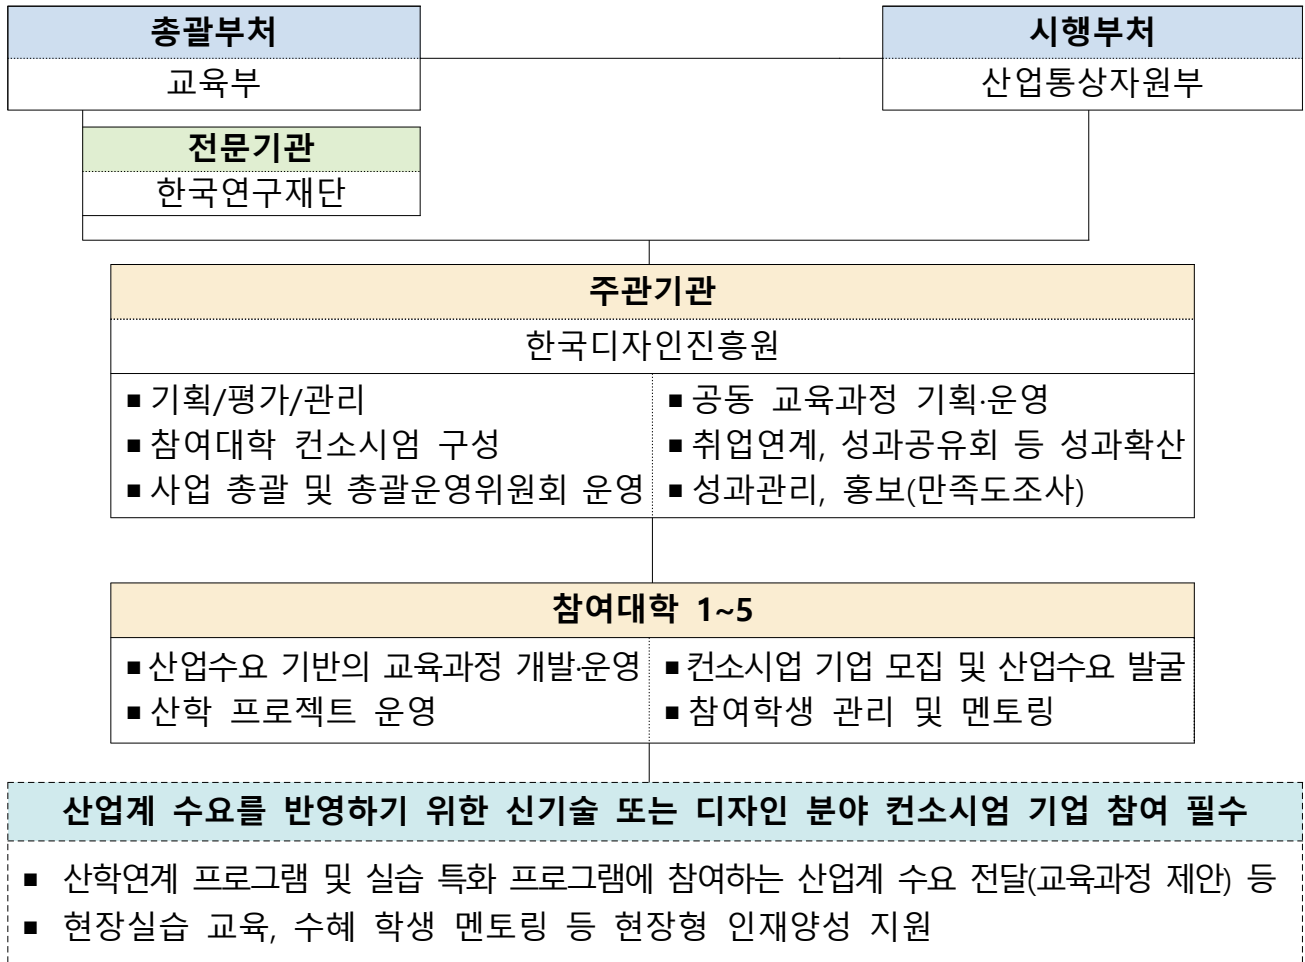 총괄부처
교육부
시행부처
산업통상자원부
전문기관
한국연구재단
주관기관
한국디자인진흥원
▪ 기획/평가/관리
▪ 참여대학 컨소시엄 구성
▪ 사업 총괄 및 총괄운영위원회 운영
▪ 공동 교육과정 기획·운영
▪ 취업연계, 성과공유회 등 성과확산
▪ 성과관리, 홍보(만족도조사)
참여대학 1~5
▪ 산업수요 기반의 교육과정 개발·운영
▪ 산학 프로젝트 운영
▪ 컨소시업 기업 모집 및 산업수요 발굴
▪ 참여학생 관리 및 멘토링
산업계 수요를 반영하기 위한 신기술 또는 디자인 분야 컨소시엄 기업 참여 필수
▪ 산학연계 프로그램 및 실습 특화 프로그램에 참여하는 산업계 수요 전달(교육과정 제안) 등
▪ 현장실습 교육, 수혜 학생 멘토링 등 현장형 인재양성 지원